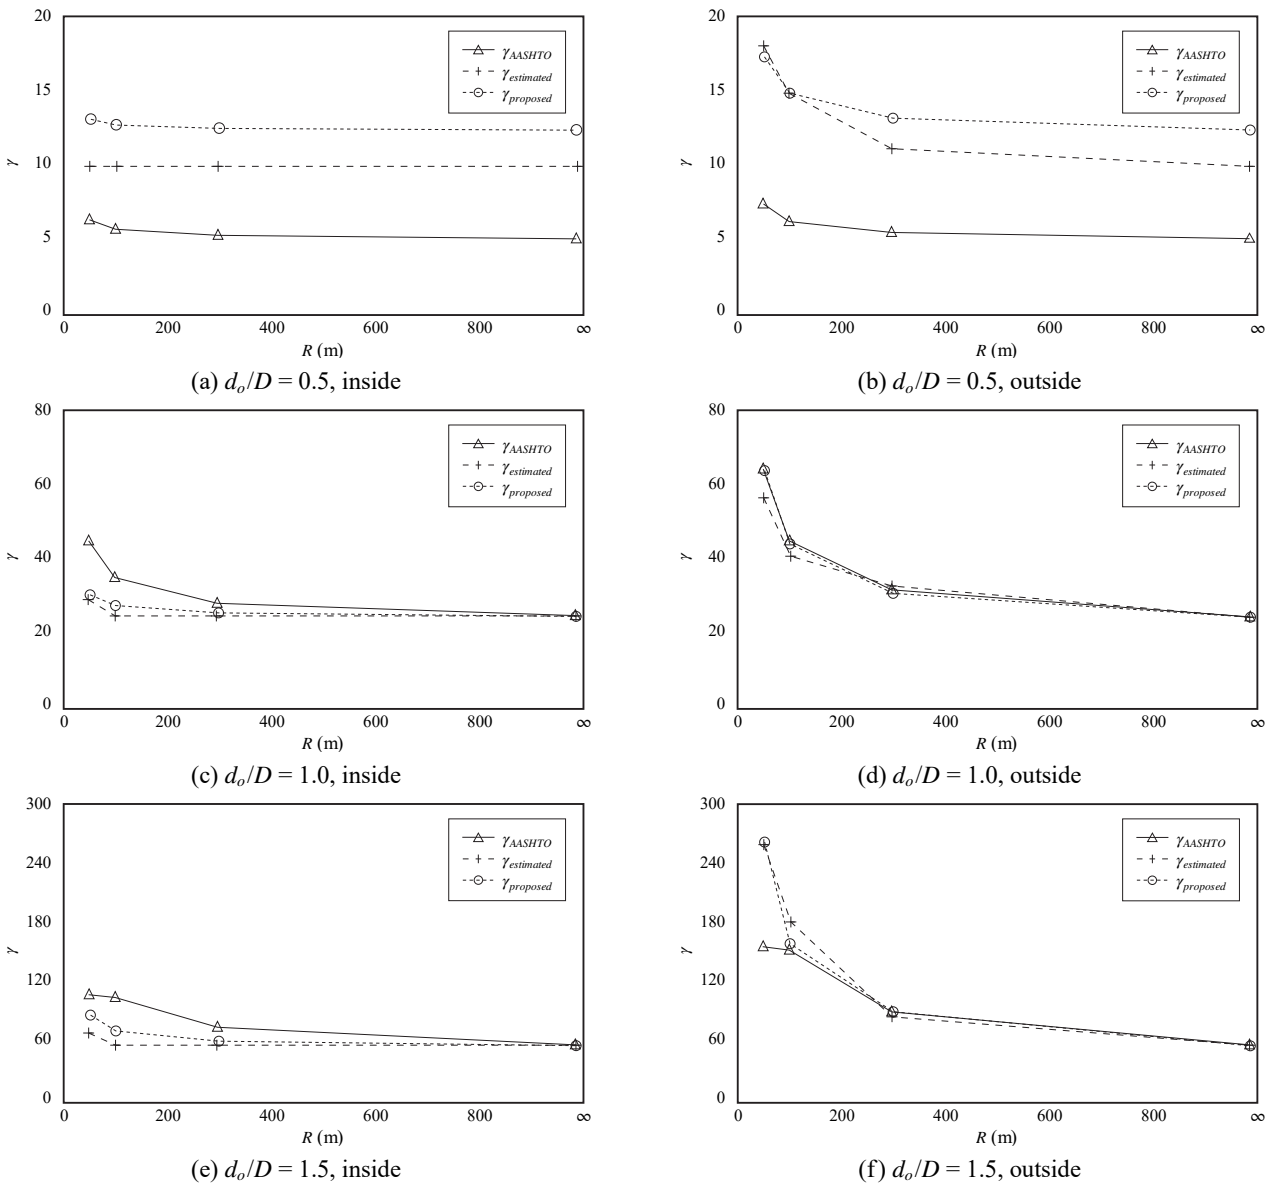 20
15
10
5
0
γ
γAASHTO
γestimated
γproposed
0 200 400 600 800 ∞
R (m)
(a) do/D = 0.5, inside
20
15
10
5
0
γ
γAASHTO
γestimated
γproposed
0 200 400 600 800 ∞
R (m)
(b) do/D = 0.5, outside
80
60
40
20
0
γ
γAASHTO
γestimated
γproposed
0 200 400 600 800 ∞
R (m)
(c) do/D = 1.0, inside
80
60
40
20
0
γ
γAASHTO
γestimated
γproposed
0 200 400 600 800 ∞
R (m)
(d) do/D = 1.0, outside
300
240
180
120
60
0
γ
γAASHTO
γestimated
γproposed
0 200 400 600 800 ∞
R (m)
(e) do/D = 1.5, inside
300
240
180
120
60
0
γ
γAASHTO
γestimated
γproposed
0 200 400 600 800 ∞
R (m)
(f) do/D = 1.5, outside